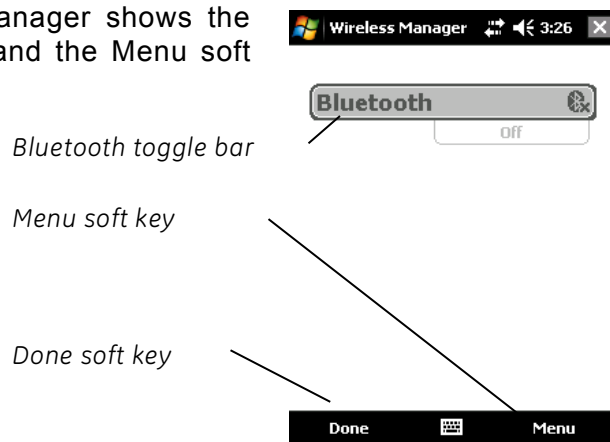 anager shows the
and the Menu soft
Wireless Manager 3:26
Bluetooth
Off
Bluetooth toggle bar
Menu soft key
Done soft key
Done Menu